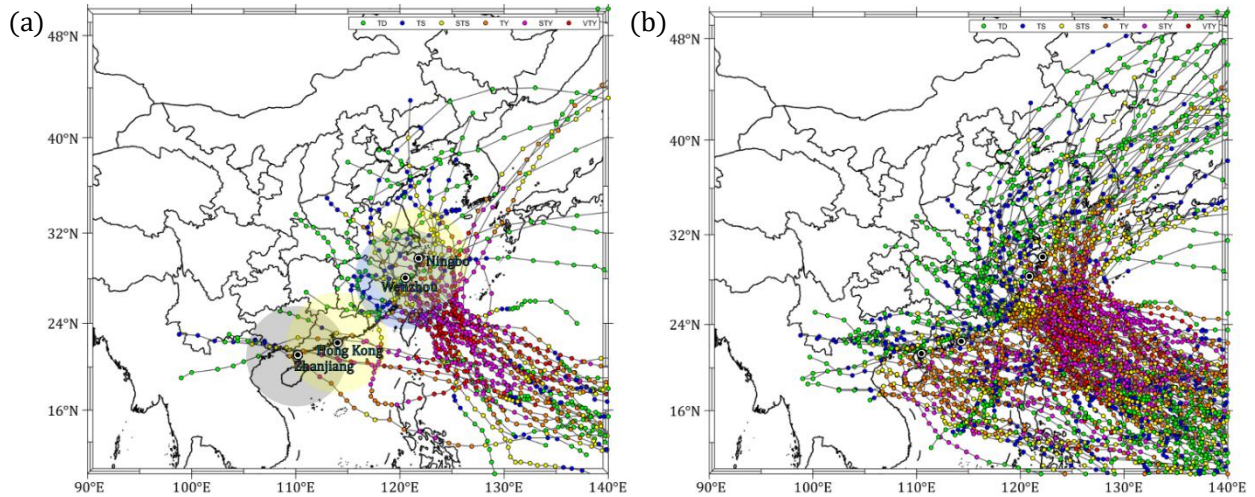 (a)
TD TS STS TY STY VTY
48°N
40°N
32°N
24°N
16°N
Ningbo
Wenzhou
Hong Kong
Zhanjiang
90°E 100°E 110°E 120°E 130°E 140°E
(b)
TD TS STS TY STY VTY
48°N
40°N
32°N
24°N
16°N
90°E 100°E 110°E 120°E 130°E 140°E